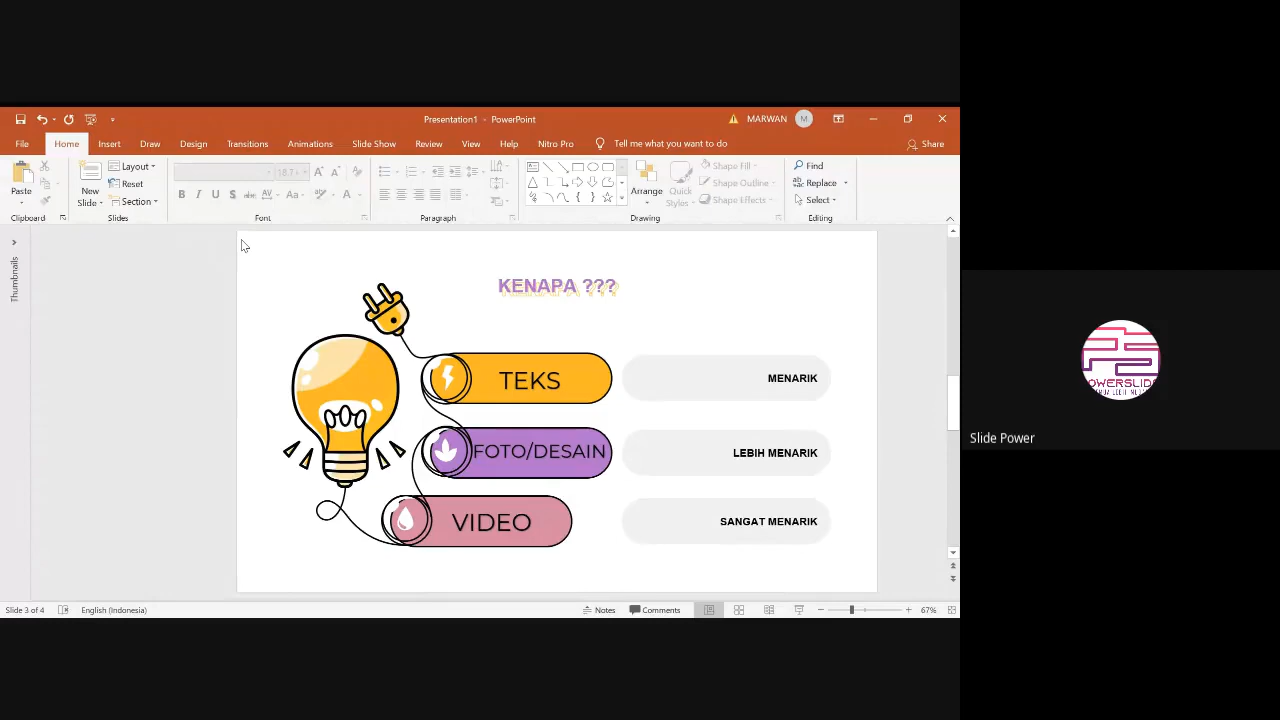 Presentation1 - PowerPoint
MARWAN
M
File
Home
Insert
Draw
Design
Transitions
Animations
Slide Show
Review
View
Help
Nitro Pro
Tell me what you want to do
Share
Paste
Clipboard
New
Slide
Layout
Reset
Section
Slides
18.7
Font
Paragraph
Arrange
Quick
Styles
Shape Fill
Shape Outline
Shape Effects
Drawing
Find
Replace
Select
Editing
Thumbnails
KENAPA ???
TEKS
MENARIK
FOTO/DESAIN
LEBIH MENARIK
VIDEO
SANGAT MENARIK
Slide 3 of 4
English (Indonesia)
Notes
Comments
67%
Slide Power